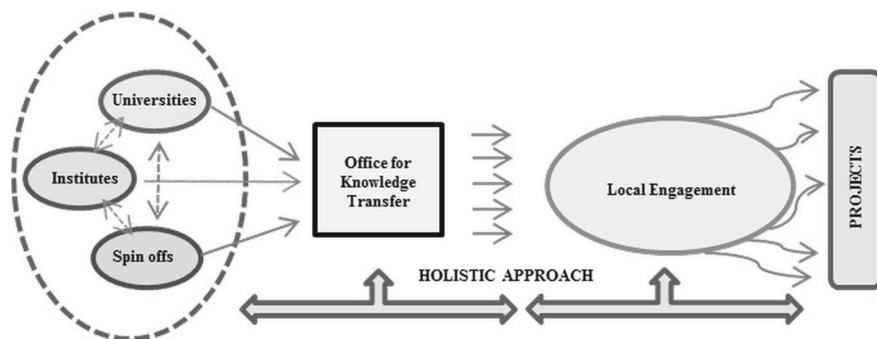 Universities
Institutes
Spin offs
Office for
Knowledge
Transfer
Local Engagement
PROJECTS
HOLISTIC APPROACH